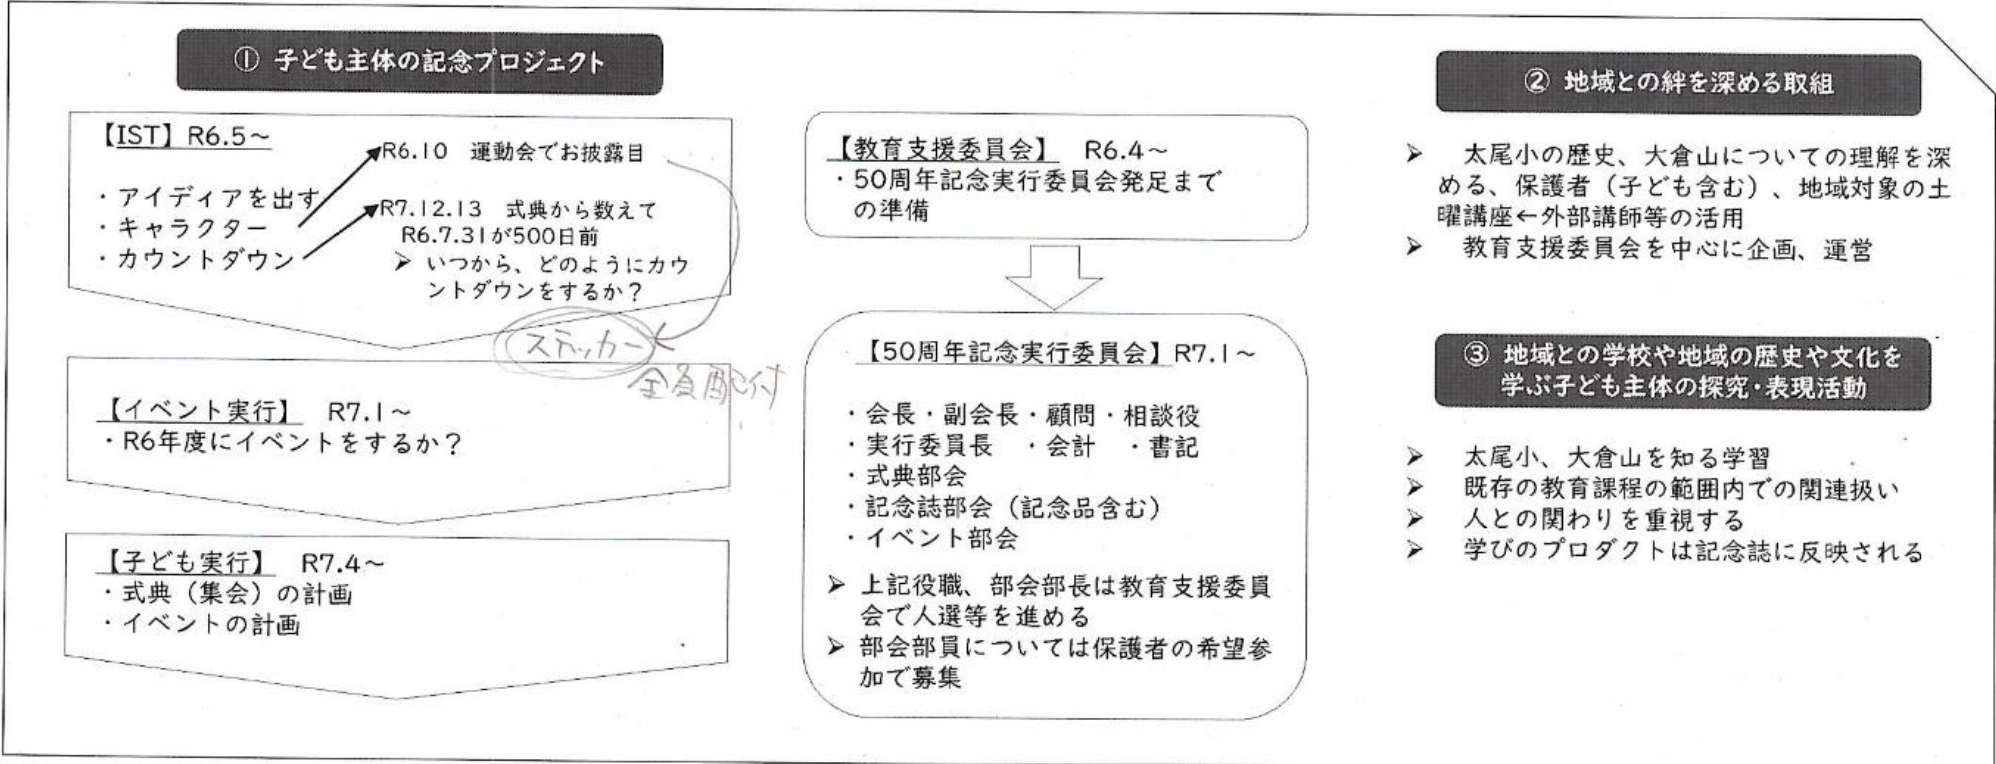 ① 子ども主体の記念プロジェクト
【IST】R6.5～
・アイディアを出す
・キャラクター
・カウントダウン
R6.10 運動会でお披露目
R7.12.13 式典から数えて
R6.7.31が500日前
➤ いつから、どのようにカウ
ントダウンをするか？
ステッカー
全員配付
【イベント実行】 R7.1～
・R6年度にイベントをするか？
【子ども実行】 R7.4～
・式典（集会）の計画
・イベントの計画
【教育支援委員会】 R6.4～
・50周年記念実行委員会発足まで
の準備
【50周年記念実行委員会】R7.1～
・会長・副会長・顧問・相談役
・実行委員長 ・会計 ・書記
・式典部会
・記念誌部会（記念品含む）
・イベント部会
➤ 上記役職、部会部長は教育支援委員
会で人選等を進める
➤ 部会部員については保護者の希望参
加で募集
② 地域との絆を深める取組
➤ 太尾小の歴史、大倉山についての理解を深
める、保護者（子ども含む）、地域対象の土
曜講座←外部講師等の活用
➤ 教育支援委員会を中心に企画、運営
③ 地域との学校や地域の歴史や文化を
学ぶ子ども主体の探究・表現活動
➤ 太尾小、大倉山を知る学習
➤ 既存の教育課程の範囲内での関連扱い
➤ 人との関わりを重視する
➤ 学びのプロダクトは記念誌に反映される